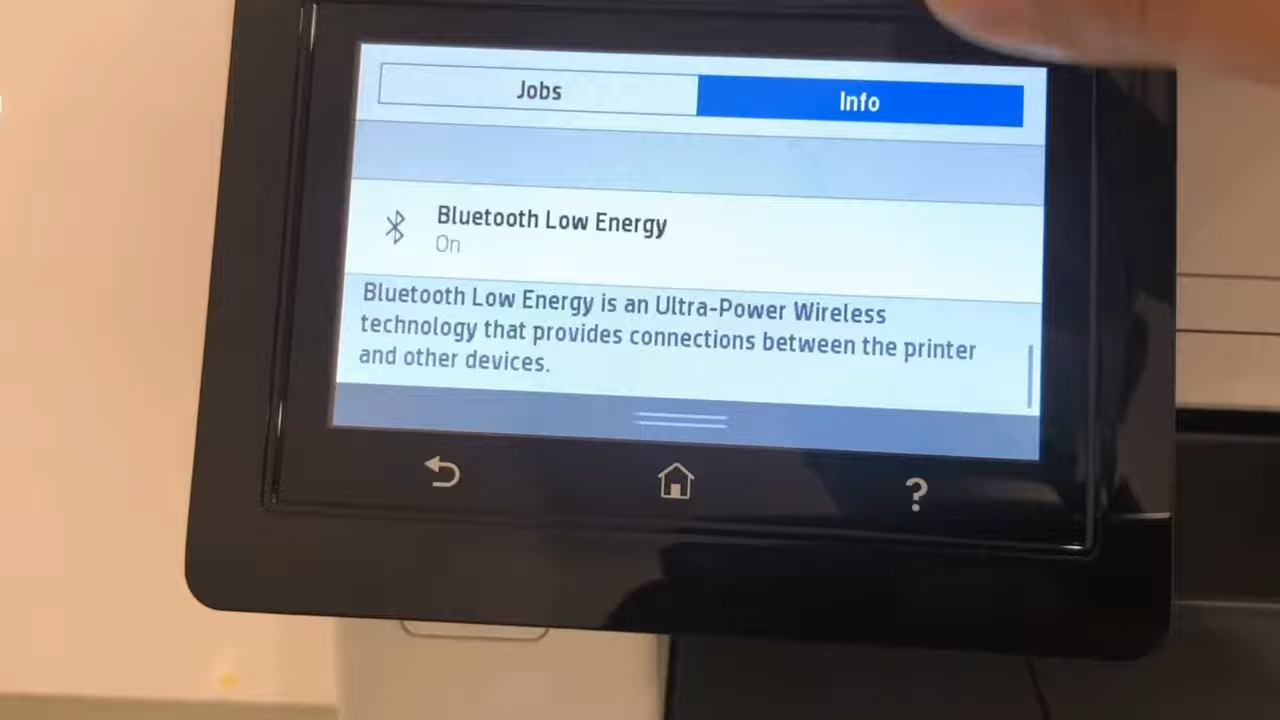 Jobs
Info
Bluetooth Low Energy
On
Bluetooth Low Energy is an Ultra-Power Wireless
technology that provides connections between the printer
and other devices.
?